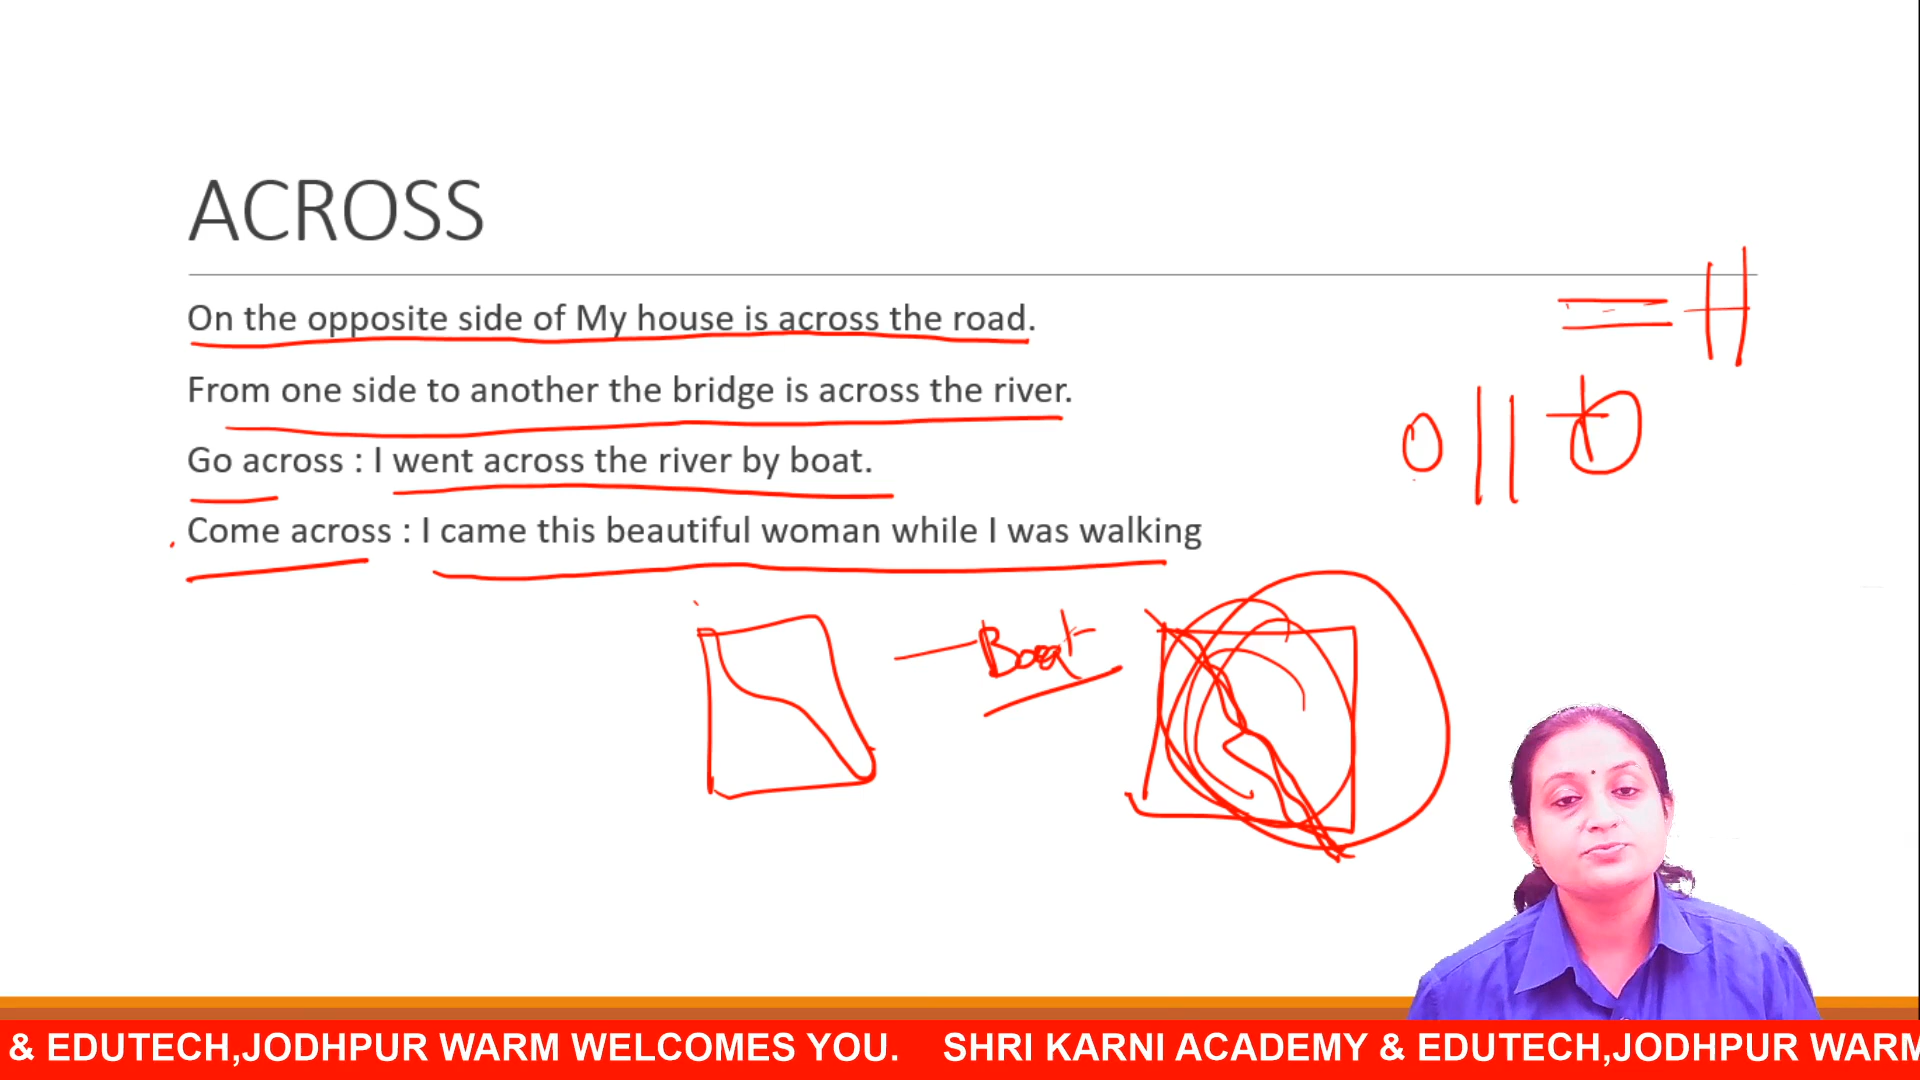 ACROSS
On the opposite side of My house is across the road.
From one side to another the bridge is across the river.
Go across : I went across the river by boat.
Come across : I came this beautiful woman while I was walking
Boat
& EDUTECH,JODHPUR WARM WELCOMES YOU. SHRI KARNI ACADEMY & EDUTECH,JODHPUR WARM